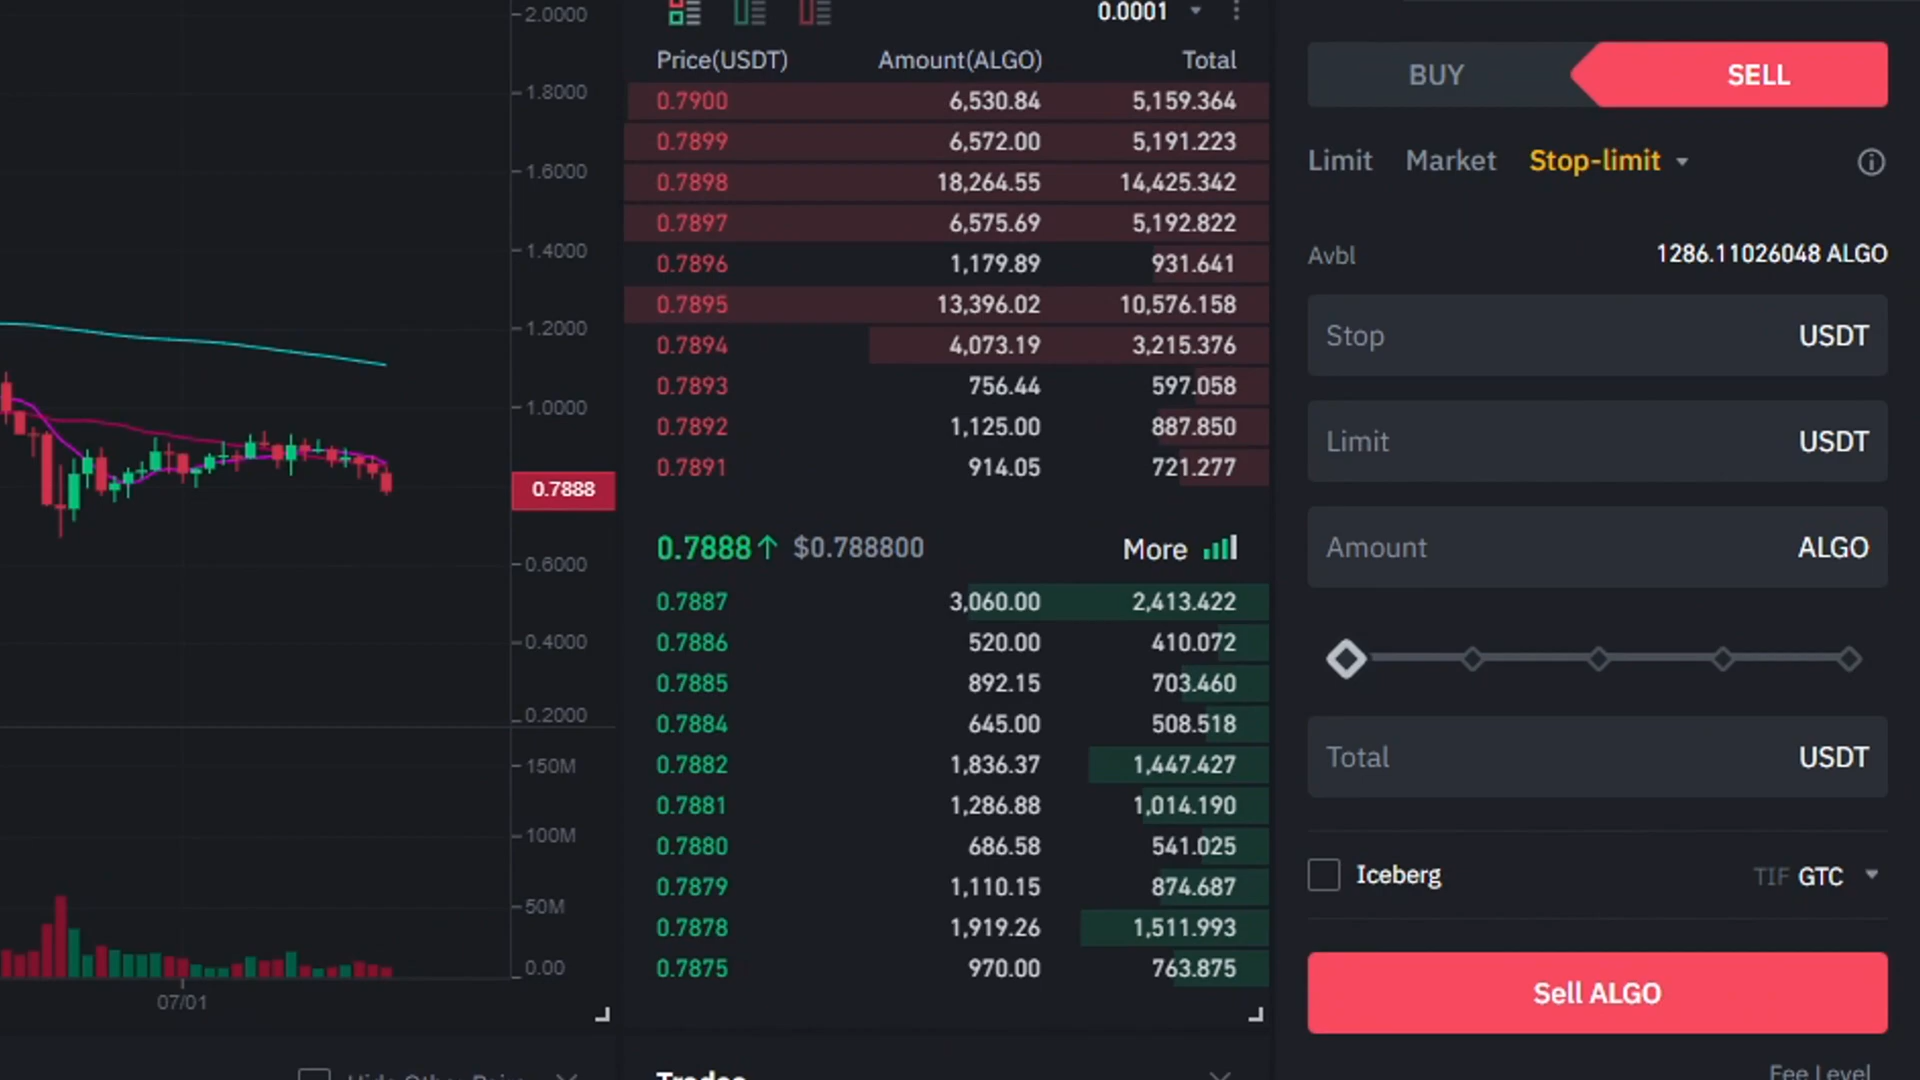 2.0000
1.8000
1.6000
1.4000
1.2000
1.0000
0.7888
0.6000
0.4000
0.2000
150M
100M
50M
0.00
07/01
0.0001
Price(USDT) Amount(ALGO) Total
0.7900 6,530.84 5,159.364
0.7899 6,572.00 5,191.223
0.7898 18,264.55 14,425.342
0.7897 6,575.69 5,192.822
0.7896 1,179.89 931.641
0.7895 13,396.02 10,576.158
0.7894 4,073.19 3,215.376
0.7893 756.44 597.058
0.7892 1,125.00 887.850
0.7891 914.05 721.277
0.7888↑ $0.788800 More
0.7887 3,060.00 2,413.422
0.7886 520.00 410.072
0.7885 892.15 703.460
0.7884 645.00 508.518
0.7882 1,836.37 1,447.427
0.7881 1,286.88 1,014.190
0.7880 686.58 541.025
0.7879 1,110.15 874.687
0.7878 1,919.26 1,511.993
0.7875 970.00 763.875
Trades
BUY SELL
Limit Market Stop-limit
Avbl 1286.11026048 ALGO
Stop USDT
Limit USDT
Amount ALGO
Total USDT
Iceberg TIF GTC
Sell ALGO
Fee Level